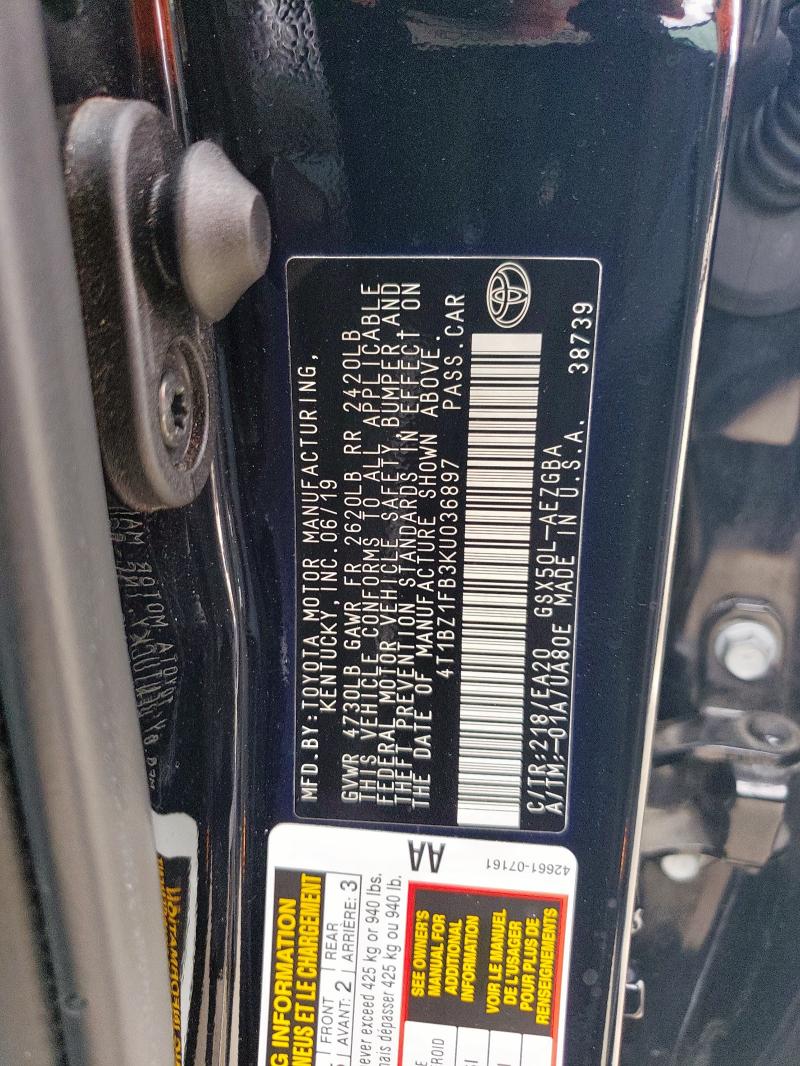 MFD. BY: TOYOTA MOTOR MANUFACTURING,
KENTUCKY, INC. 06/19
GVWR 4730LB GAWR FR 2620LB RR 2420LB
THIS VEHICLE CONFORMS TO ALL APPLICABLE
FEDERAL MOTOR VEHICLE SAFETY, BUMPER AND
THEFT PREVENTION STANDARDS IN EFFECT ON
THE DATE OF MANUFACTURE SHOWN ABOVE.
4T1BZ1FB3KU036897 PASS. CAR
C/TR:218/EA20 GSX50L-AEZGBA
A/TM:-01A/UA80E MADE IN U.S.A. 38739
G INFORMATION
NEUS ET LE CHARGEMENT
FRONT REAR
AVANT: 2 ARRIÈRE: 3
ever exceed 425 kg or 940 lbs.
mais dépasser 425 kg ou 940 lb.
AA
42661-07161
SEE OWNER'S
MANUAL FOR
ADDITIONAL
INFORMATION
VOIR LE MANUEL
DE L'USAGER
POUR PLUS DE
RENSEIGNEMENTS